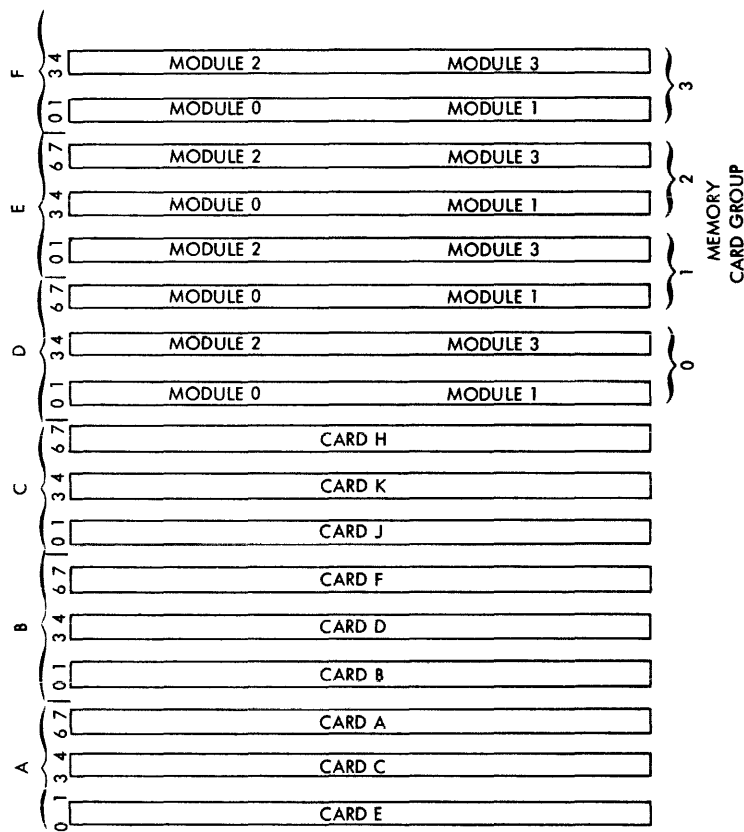 F 3 4 MODULE 2 MODULE 3
0 1 MODULE 0 MODULE 1 3
E 6 7 MODULE 2 MODULE 3
3 4 MODULE 0 MODULE 1 2
0 1 MODULE 2 MODULE 3
D 6 7 MODULE 0 MODULE 1 1
3 4 MODULE 2 MODULE 3
0 1 MODULE 0 MODULE 1 0
MEMORY
CARD GROUP
C 6 7 CARD H
3 4 CARD K
0 1 CARD J
B 6 7 CARD F
3 4 CARD D
0 1 CARD B
A 6 7 CARD A
3 4 CARD C
0 1 CARD E